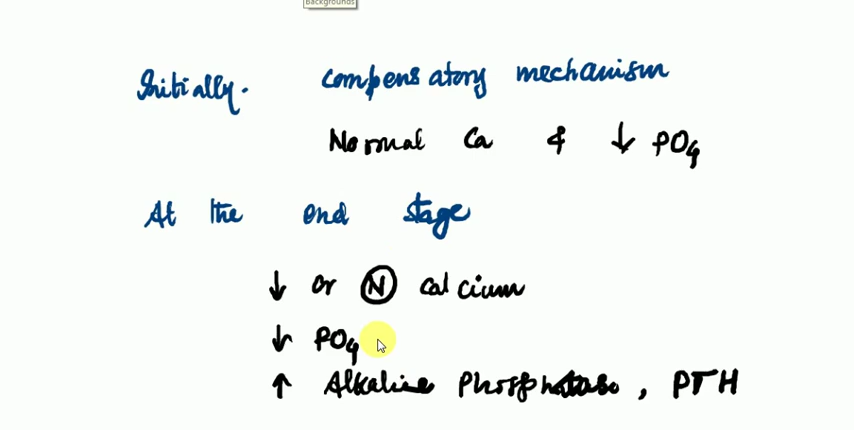 Backgrounds
Initially. Compensatory mechanism
Normal Ca & ↓ PO4
At the end stage
↓ or N calcium
↓ PO4
↑ Alkaline Phosphatase, PTH